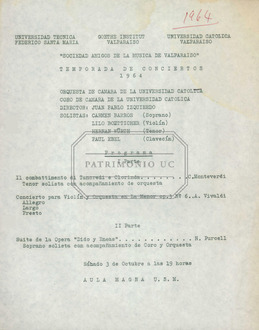 1964
UNIVERSIDAD TECNICA GOETHE INSTITUT UNIVERSIDAD CATOLICA
FEDERICO SANTA MARIA VALPARAISO VALPARAISO
"SOCIEDAD AMIGOS DE LA MUSICA DE VALPARAISO"
TEMPORADA DE CONCIERTOS
1964
ORQUESTA DE CAMARA DE LA UNIVERSIDAD CATOLICA
CORO DE CAMARA DE LA UNIVERSIDAD CATOLICA
DIRECTOR: JUAN PABLO IZQUIERDO
SOLISTAS: CARMEN BARROS (Soprano)
LILO ROETSCHER (Violín)
HERNAN WÜRTH (Tenor)
PAUL (Clavecín)
Programa
I Parte
PATRIMONIO UC
Il combattimento di Tancredi e Clorinda C.Monteverdi
Tenor solista con acompañamiento de orquesta
Concierto para Violín y Orquesta en La Menor op.3 Nº 6..A. Vivaldi
Allegro
Largo
Presto
II Parte
Suite de la Opera "Dido y Eneas" H. Purcell
Soprano solista con acompañamiento de Coro y Orquesta
Sábado 3 de Octubre a las 19 horas
AULA MAGNA U.S.M.